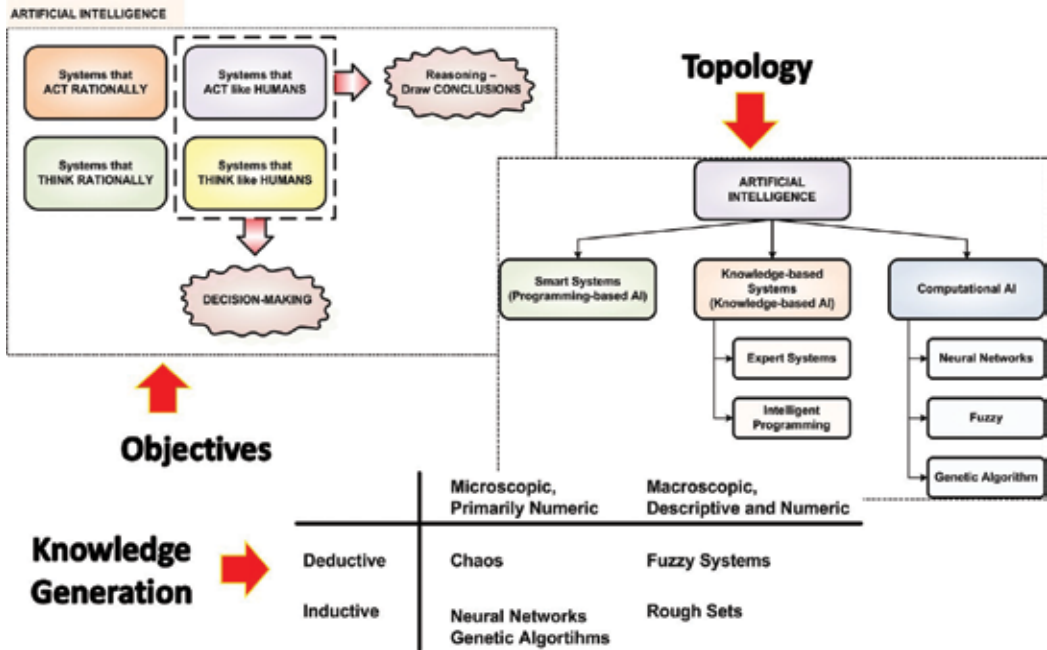 ARTIFICIAL INTELLIGENCE
Systems that
ACT RATIONALLY
Systems that
ACT like HUMANS
Reasoning –
Draw CONCLUSIONS
Systems that
THINK RATIONALLY
Systems that
THINK like HUMANS
DECISION-MAKING
Objectives
Topology
ARTIFICIAL
INTELLIGENCE
Smart Systems
(Programming-based AI)
Knowledge-based
Systems
(Knowledge-based AI)
Computational AI
Expert Systems
Intelligent
Programming
Neural Networks
Fuzzy
Genetic Algorithm
Knowledge
Generation
Microscopic,
Primarily Numeric
Macroscopic,
Descriptive and Numeric
Deductive
Chaos
Fuzzy Systems
Inductive
Neural Networks
Genetic Algortihms
Rough Sets